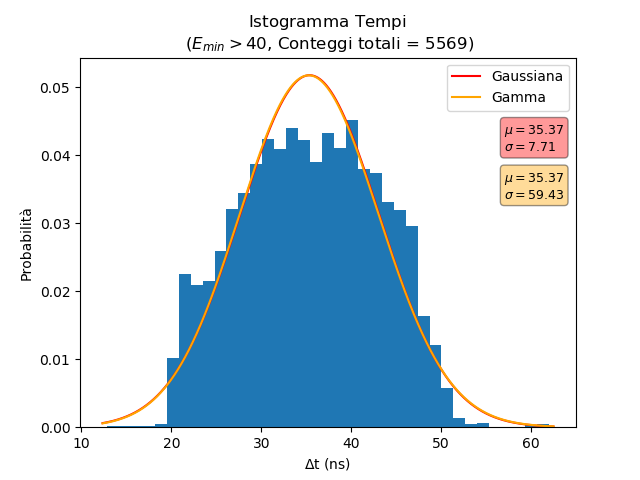 Istogramma Tempi
(E_min > 40, Conteggi totali = 5569)
Gaussiana
Gamma
μ = 35.37
σ = 7.71
μ = 35.37
σ = 59.43
Probabilità
0.05
0.04
0.03
0.02
0.01
0.00
10 20 30 40 50 60
Δt (ns)